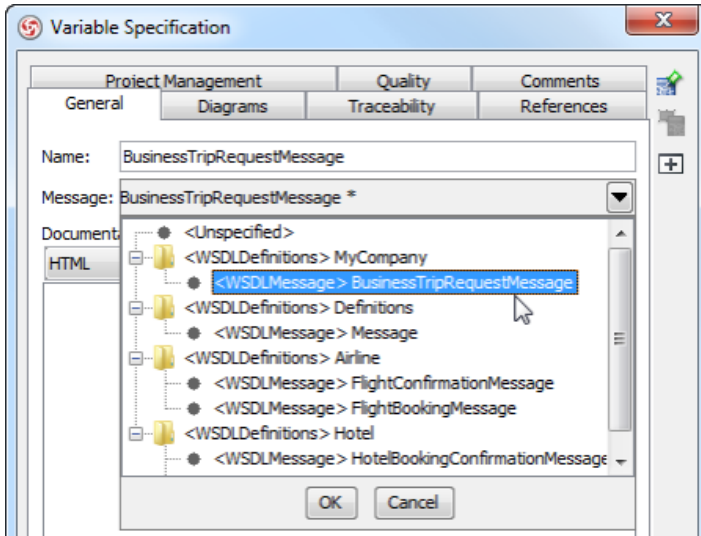 Variable Specification
Project Management Quality Comments
General Diagrams Traceability References
Name: BusinessTripRequestMessage
Message: BusinessTripRequestMessage *
Documenta
HTML
<Unspecified>
<WSDLDefinitions> MyCompany
<WSDLMessage> BusinessTripRequestMessage
<WSDLDefinitions> Definitions
<WSDLMessage> Message
<WSDLDefinitions> Airline
<WSDLMessage> FlightConfirmationMessage
<WSDLMessage> FlightBookingMessage
<WSDLDefinitions> Hotel
<WSDLMessage> HotelBookingConfirmationMessage
OK Cancel